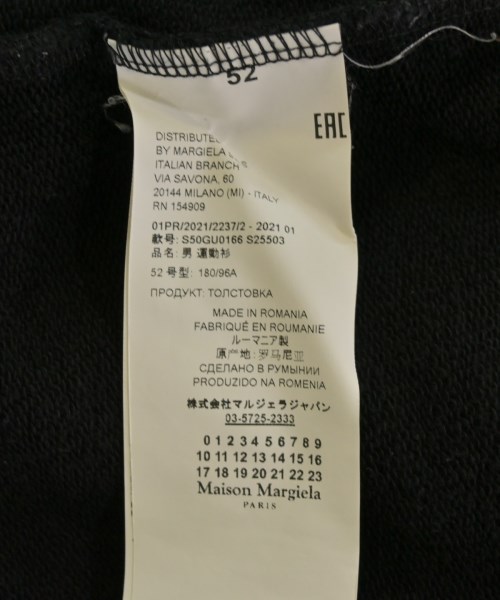 52
EAC
DISTRIBUTED
BY MARGIELA
ITALIAN BRANCH
VIA SAVONA, 60
20144 MILANO (MI) - ITALY
RN 154909
01PR/2021/2237/2 - 2021 01
款号: S50GU0166 S25503
品名: 男 運動衫
52 号型: 180/96A
ПРОДУКТ: ТОЛСТОВКА
MADE IN ROMANIA
FABRIQUÉ EN ROUMANIE
ルーマニア製
原产地: 罗马尼亚
СДЕЛАНО В РУМЫНИИ
PRODUZIDO NA ROMENIA
株式会社マルジェラジャパン
03-5725-2333
0 1 2 3 4 5 6 7 8 9
10 11 12 13 14 15 16
17 18 19 20 21 22 23
Maison Margiela
PARIS